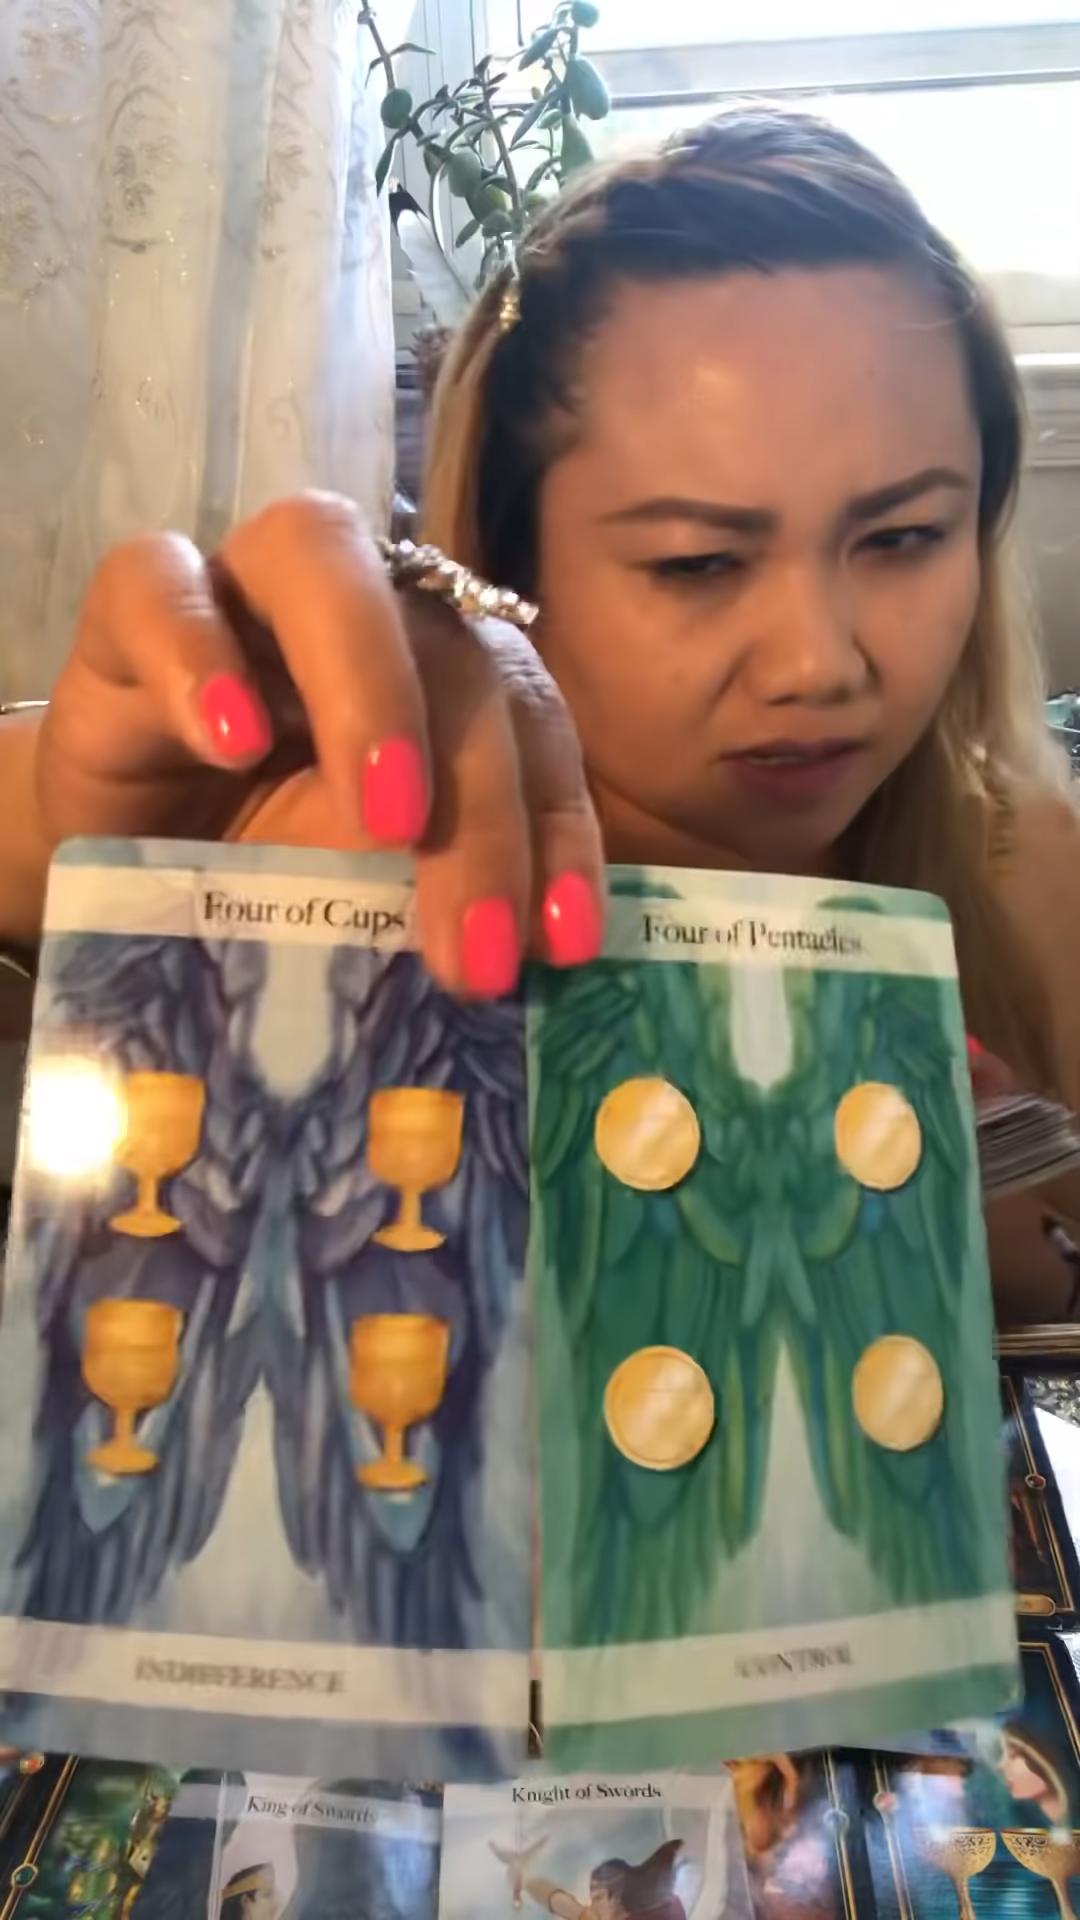 Four of Cups
Four of Pentacles
INDIFFERENCE
CONTROL
King of Swords
Knight of Swords